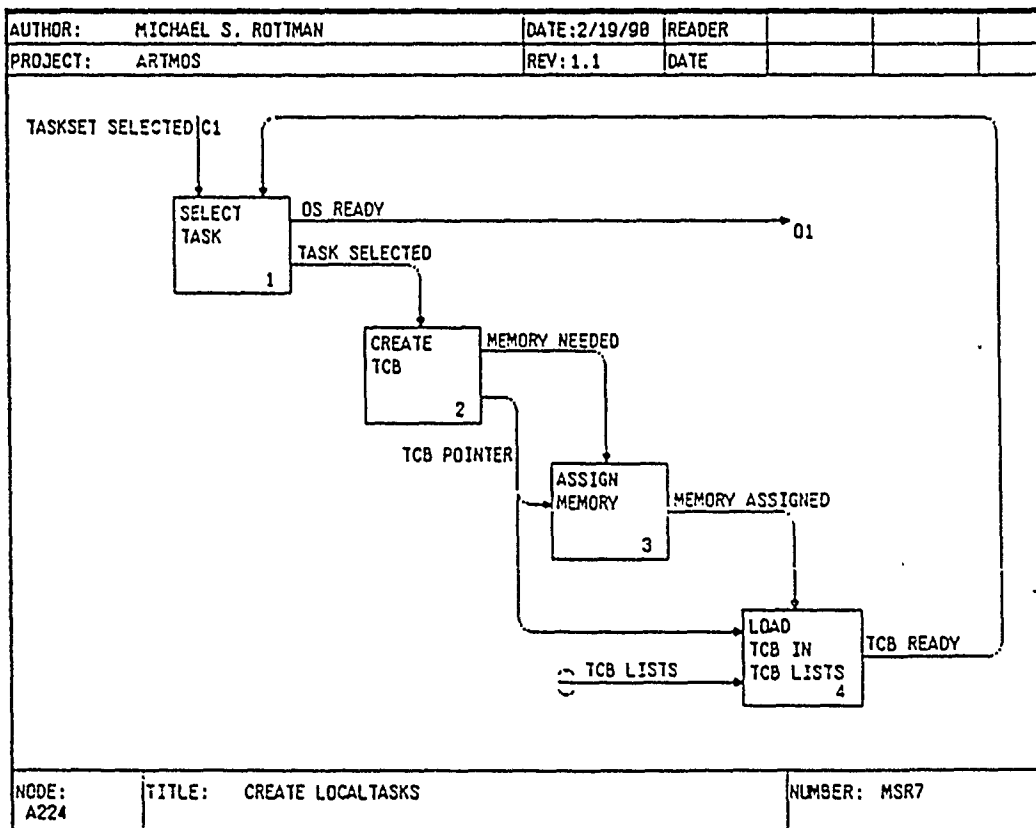 AUTHOR: MICHAEL S. ROTTMAN DATE:2/19/90 READER
PROJECT: ARTMOS REV:1.1 DATE
TASKSET SELECTED C1
SELECT
TASK
1
OS READY
O1
TASK SELECTED
CREATE
TCB
2
MEMORY NEEDED
TCB POINTER
ASSIGN
MEMORY
3
MEMORY ASSIGNED
LOAD
TCB IN
TCB LISTS
4
TCB READY
TCB LISTS
NODE: TITLE: CREATE LOCALTASKS NUMBER: MSR7
A224